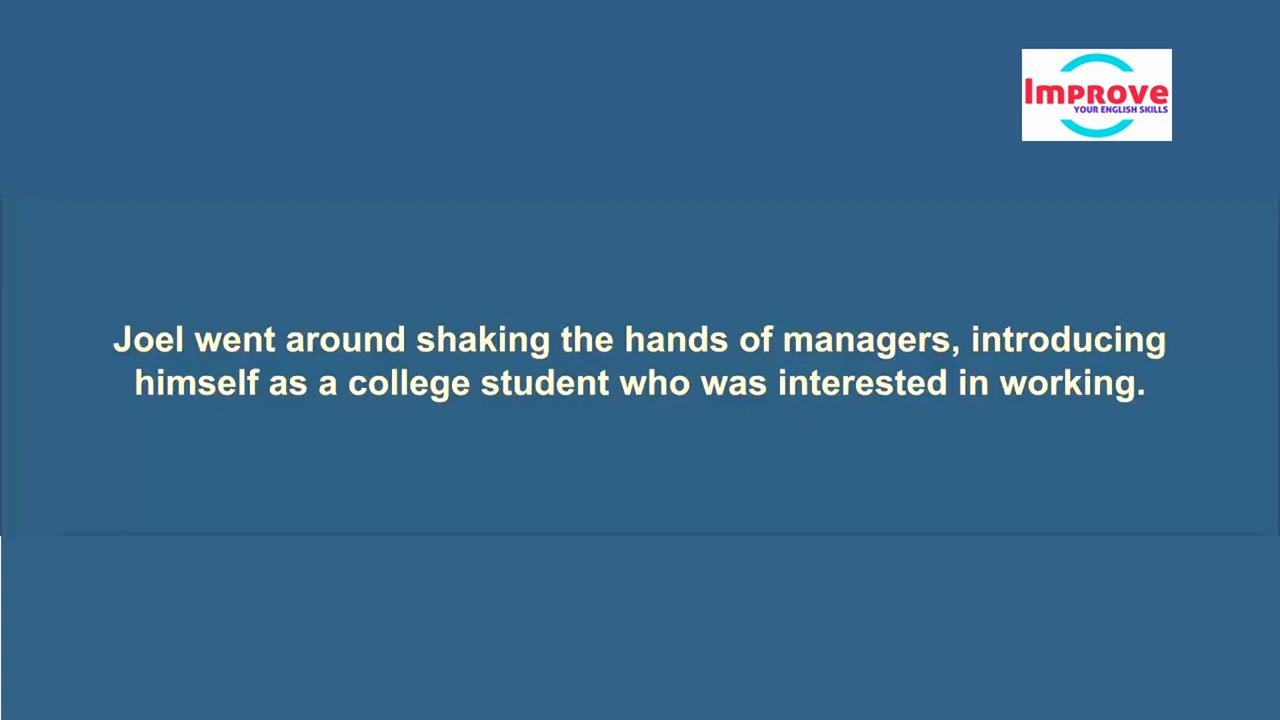 Improve
YOUR ENGLISH SKILLS
Joel went around shaking the hands of managers, introducing
himself as a college student who was interested in working.